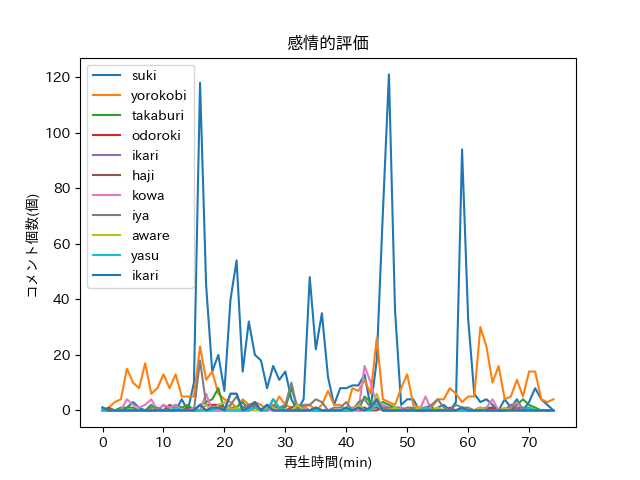 感情的評価
suki
yorokobi
takaburi
odoroki
ikari
haji
kowa
iya
aware
yasu
ikari
コメント個数(個)
120
100
80
60
40
20
0
0 10 20 30 40 50 60 70
再生時間(min)